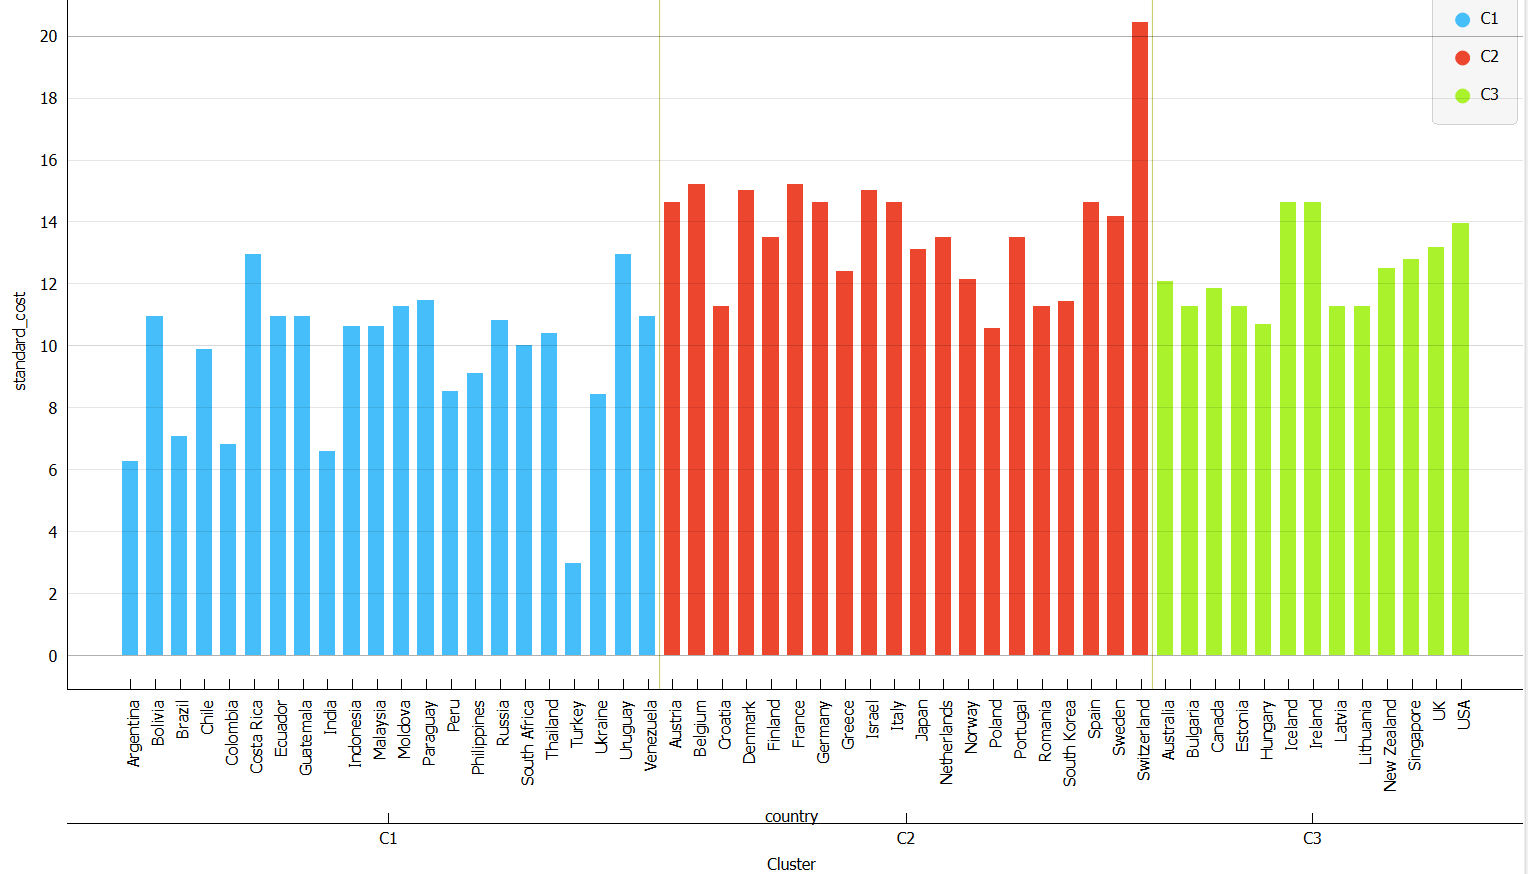 C1
C2
C3
20
18
16
14
12
10
8
6
4
2
0
standard_cost
Argentina
Bolivia
Brazil
Chile
Colombia
Costa Rica
Ecuador
Guatemala
India
Indonesia
Malaysia
Moldova
Paraguay
Peru
Philippines
Russia
South Africa
Thailand
Turkey
Ukraine
Uruguay
Venezuela
Austria
Belgium
Croatia
Denmark
Finland
France
Germany
Greece
Israel
Italy
Japan
Netherlands
Norway
Poland
Portugal
Romania
South Korea
Spain
Sweden
Switzerland
Australia
Bulgaria
Canada
Estonia
Hungary
Iceland
Ireland
Latvia
Lithuania
New Zealand
Singapore
UK
USA
country
C1
C2
C3
Cluster